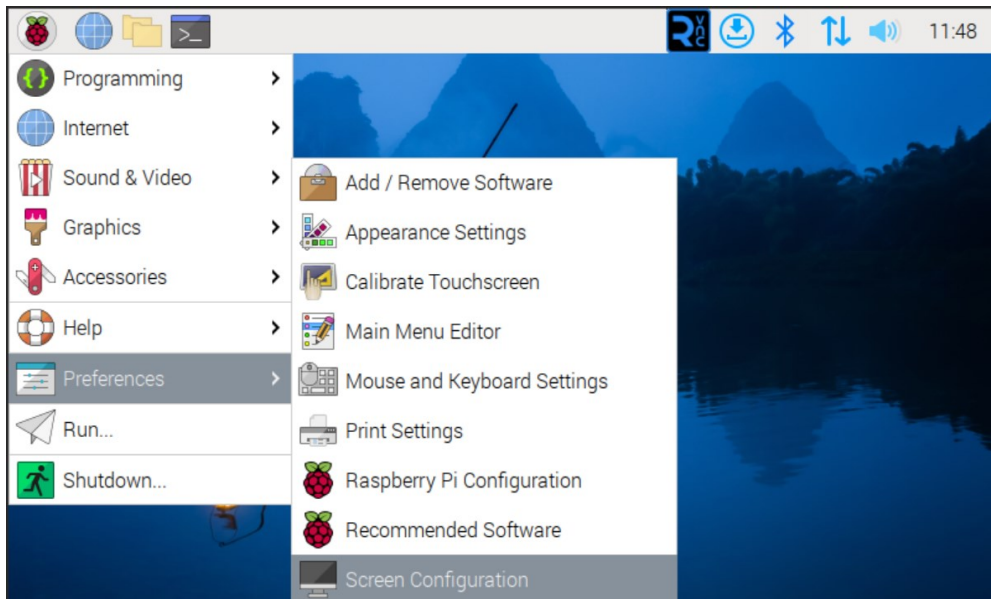 11:48
Programming
Internet
Sound & Video
Graphics
Accessories
Help
Preferences
Run...
Shutdown...
Add / Remove Software
Appearance Settings
Calibrate Touchscreen
Main Menu Editor
Mouse and Keyboard Settings
Print Settings
Raspberry Pi Configuration
Recommended Software
Screen Configuration